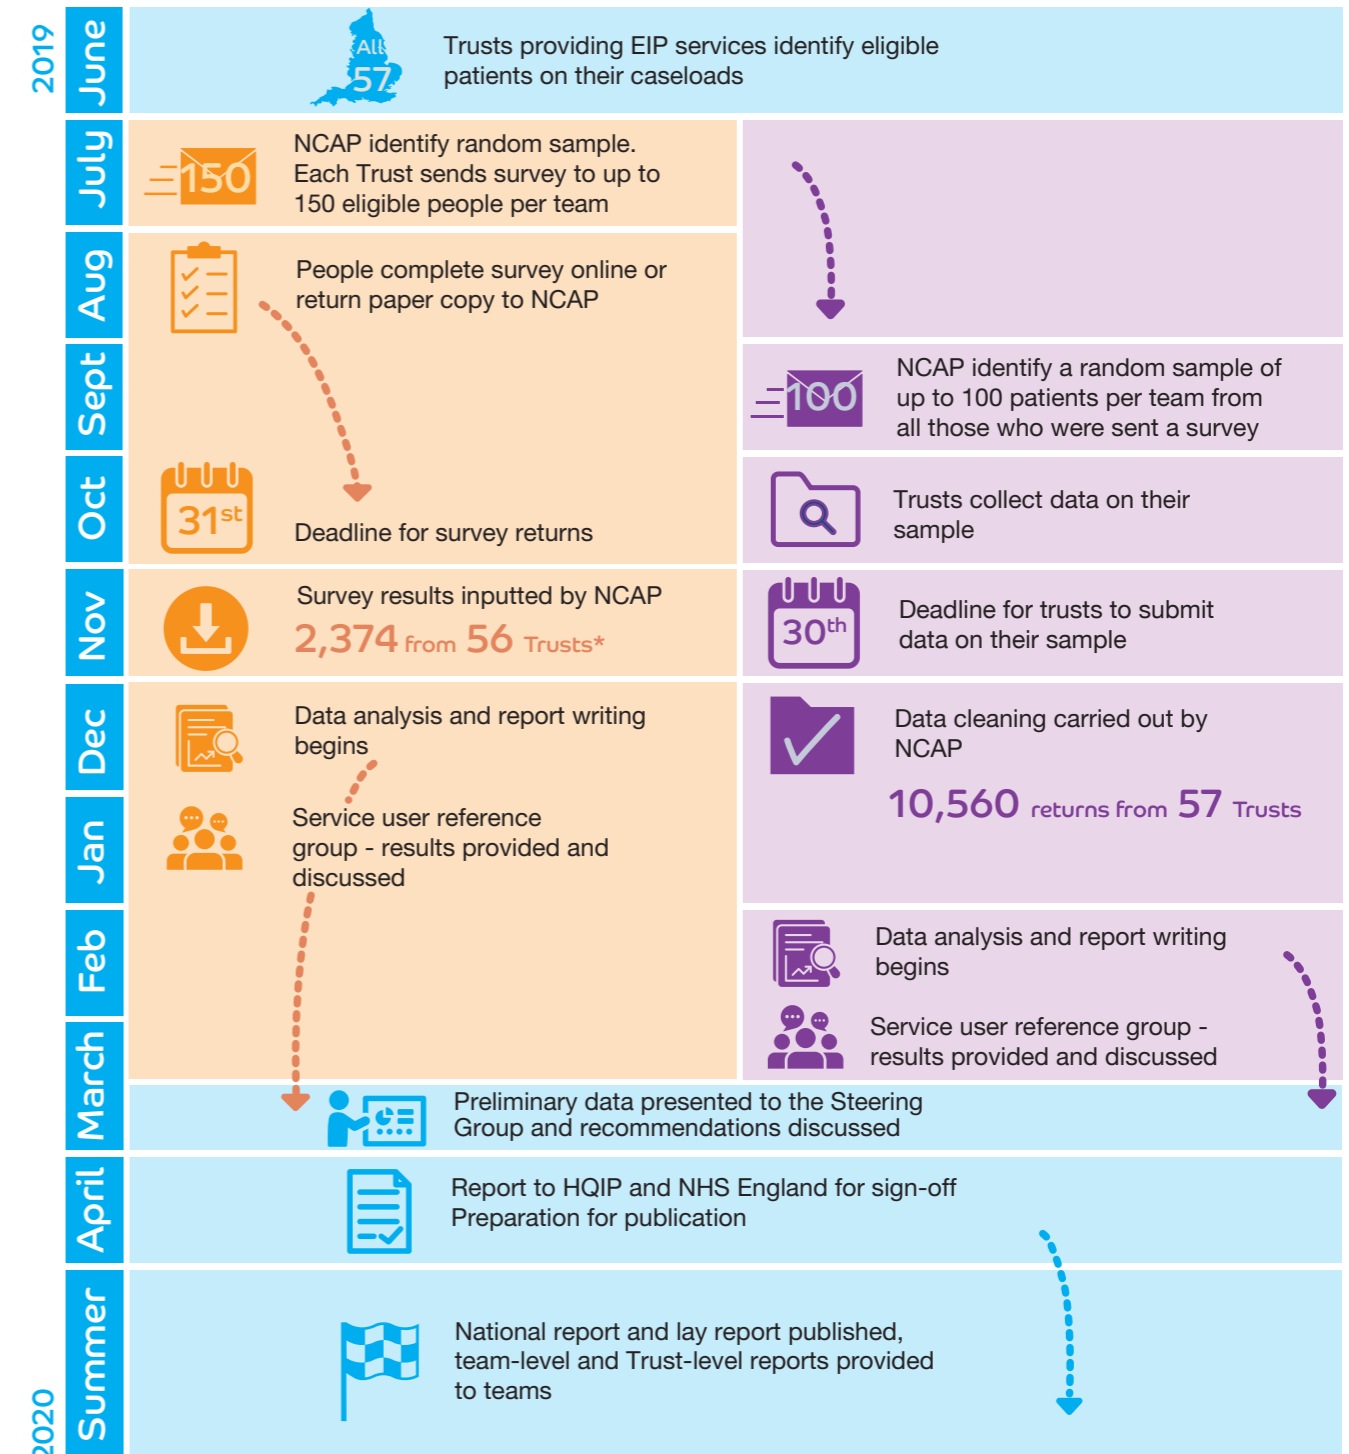 2019
June
All
57
Trusts providing EIP services identify eligible
patients on their caseloads
July
150
NCAP identify random sample.
Each Trust sends survey to up to
150 eligible people per team
Aug
People complete survey online or
return paper copy to NCAP
Sept
100
NCAP identify a random sample of
up to 100 patients per team from
all those who were sent a survey
Oct
31st
Deadline for survey returns
Trusts collect data on their
sample
Nov
Survey results inputted by NCAP
2,374 from 56 Trusts*
30th
Deadline for trusts to submit
data on their sample
Dec
Data analysis and report writing
begins
Data cleaning carried out by
NCAP
10,560 returns from 57 Trusts
Jan
Service user reference
group - results provided and
discussed
Feb
Data analysis and report writing
begins
March
Service user reference group -
results provided and discussed
Preliminary data presented to the Steering
Group and recommendations discussed
April
Report to HQIP and NHS England for sign-off
Preparation for publication
Summer
National report and lay report published,
team-level and Trust-level reports provided
to teams
2020